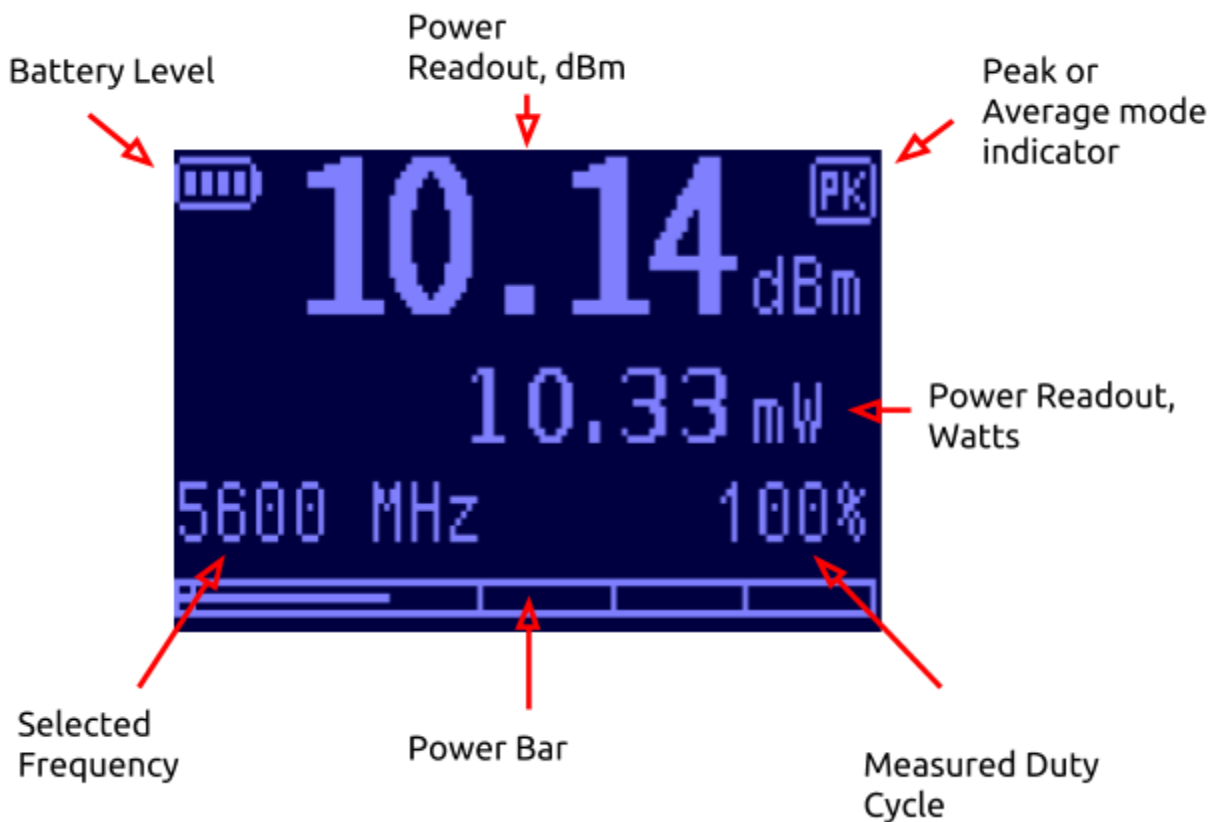 Power
Readout, dBm
Battery Level
Peak or
Average mode
indicator
10.14 dBm
PK
10.33 mW
Power Readout,
Watts
5600 MHz
100%
Selected
Frequency
Power Bar
Measured Duty
Cycle